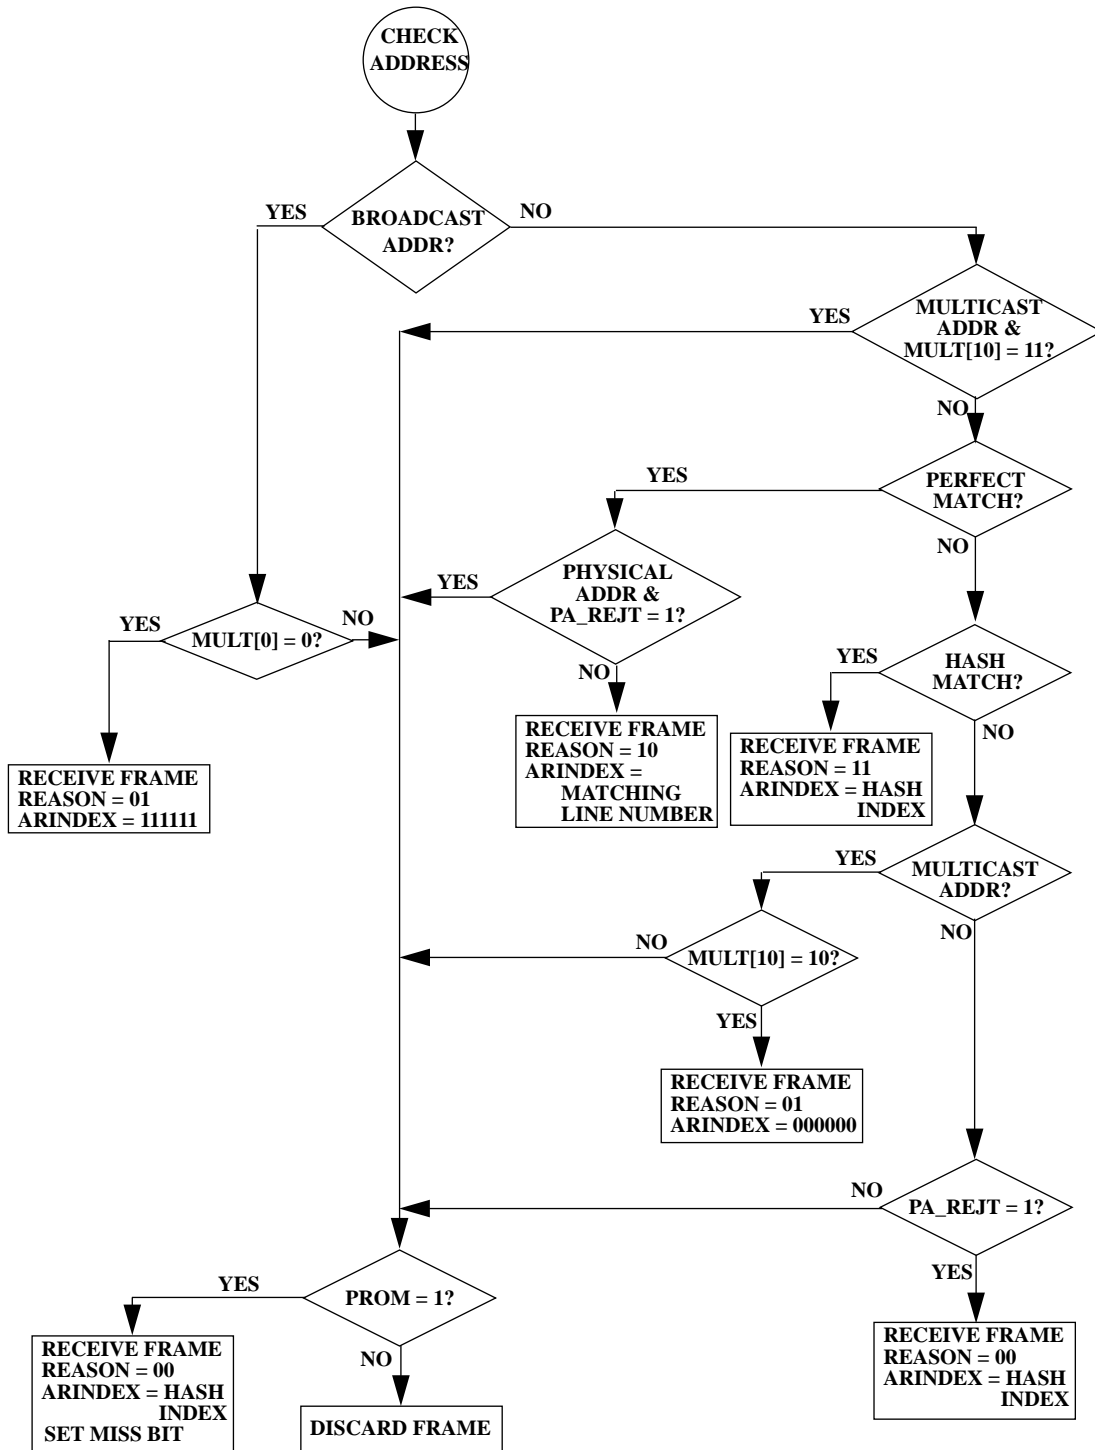 CHECK
ADDRESS
YES
BROADCAST
ADDR?
NO
YES
MULTICAST
ADDR &
MULT[10] = 11?
NO
YES
PERFECT
MATCH?
NO
YES
PHYSICAL
ADDR &
PA_REJT = 1?
NO
YES
MULT[0] = 0?
NO
YES
HASH
MATCH?
NO
RECEIVE FRAME
REASON = 01
ARINDEX = 111111
RECEIVE FRAME
REASON = 10
ARINDEX =
MATCHING
LINE NUMBER
RECEIVE FRAME
REASON = 11
ARINDEX = HASH
INDEX
YES
MULTICAST
ADDR?
NO
NO
MULT[10] = 10?
YES
RECEIVE FRAME
REASON = 01
ARINDEX = 000000
NO
PA_REJT = 1?
YES
YES
PROM = 1?
NO
RECEIVE FRAME
REASON = 00
ARINDEX = HASH
INDEX
SET MISS BIT
DISCARD FRAME
RECEIVE FRAME
REASON = 00
ARINDEX = HASH
INDEX